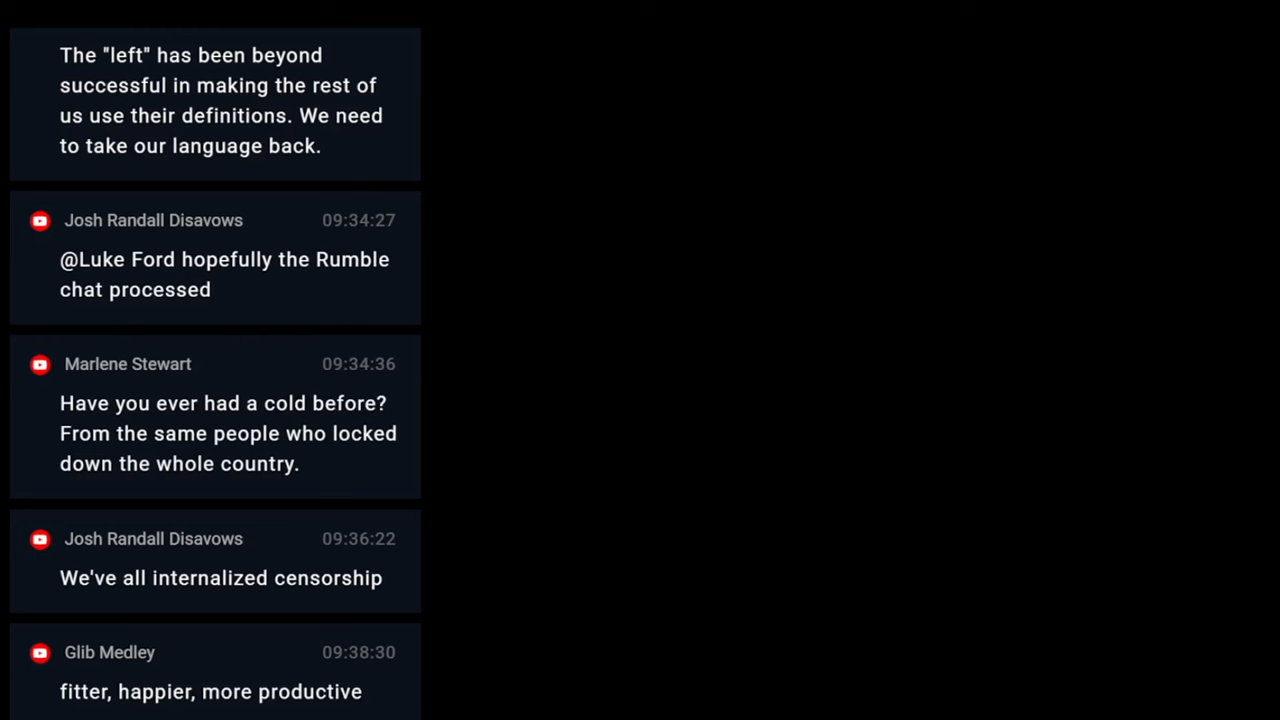 The "left" has been beyond
successful in making the rest of
us use their definitions. We need
to take our language back.
Josh Randall Disavows 09:34:27
@Luke Ford hopefully the Rumble
chat processed
Marlene Stewart 09:34:36
Have you ever had a cold before?
From the same people who locked
down the whole country.
Josh Randall Disavows 09:36:22
We've all internalized censorship
Glib Medley 09:38:30
fitter, happier, more productive